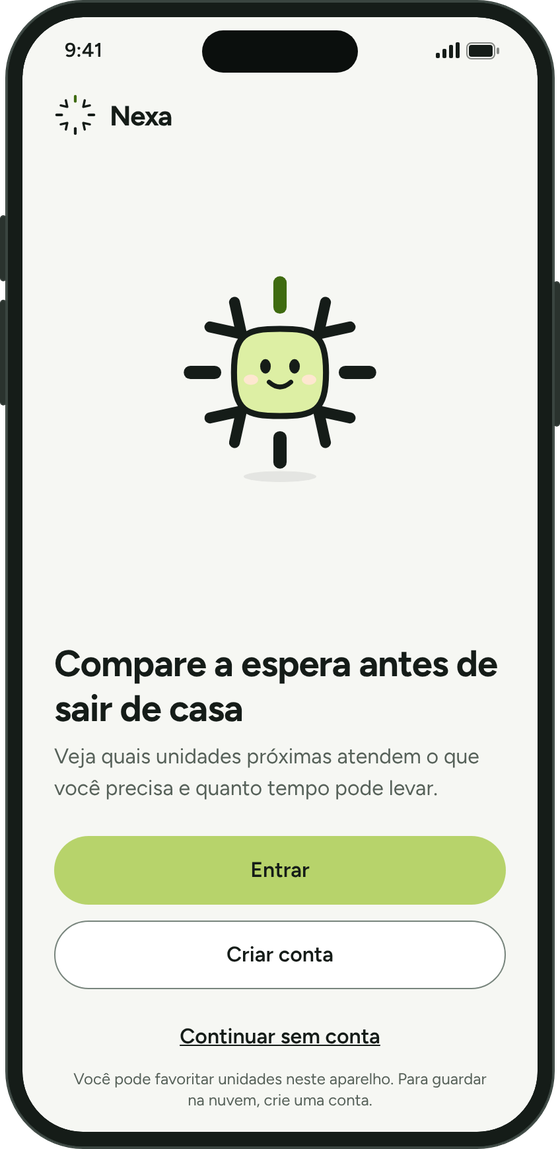 9:41
Nexa
Compare a espera antes de
sair de casa
Veja quais unidades próximas atendem o que
você precisa e quanto tempo pode levar.
Entrar
Criar conta
Continuar sem conta
Você pode favoritar unidades neste aparelho. Para guardar
na nuvem, crie uma conta.